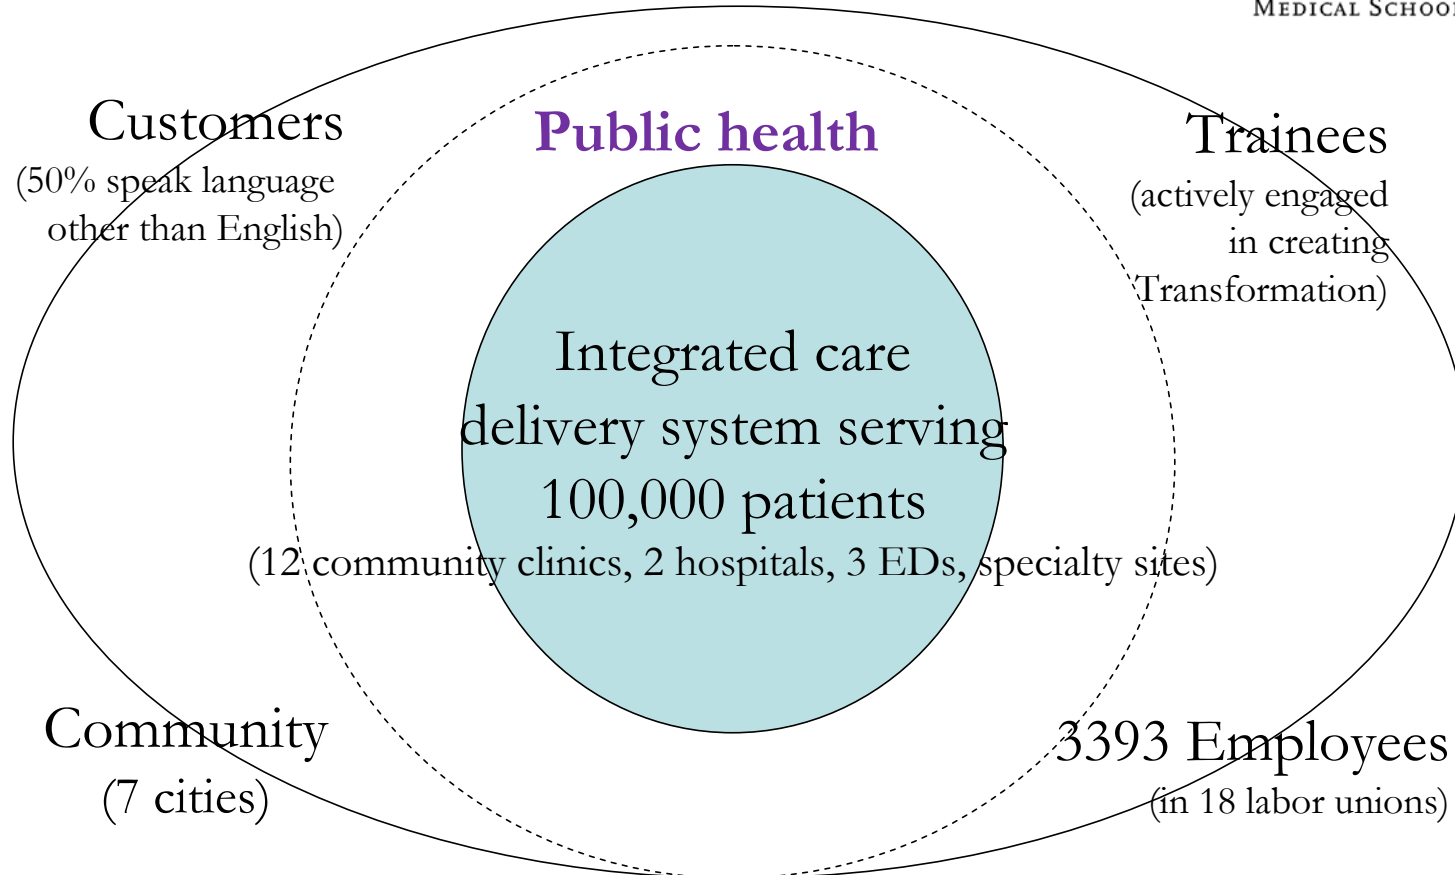 MEDICAL SCHOOL
Customers
(50% speak language
other than English)
Public health
Trainees
(actively engaged
in creating
Transformation)
Integrated care
delivery system serving
100,000 patients
(12 community clinics, 2 hospitals, 3 EDs, specialty sites)
Community
(7 cities)
3393 Employees
(in 18 labor unions)